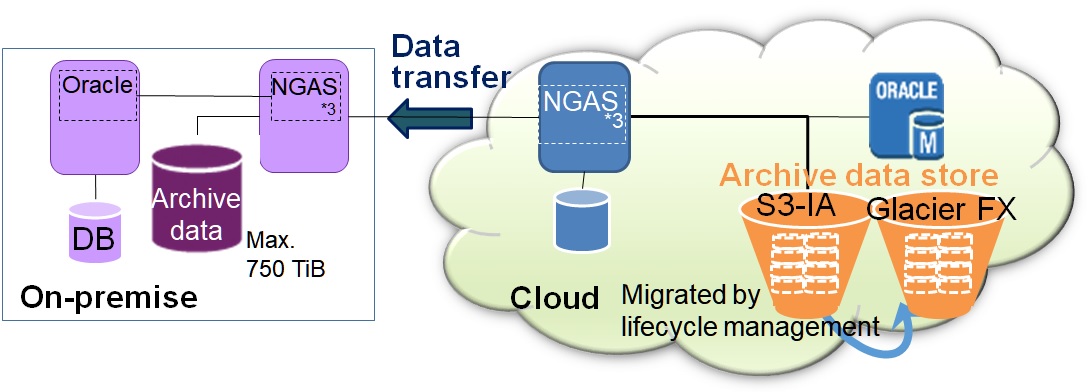 Data
transfer
Oracle
NGAS
*3
Archive
data
DB
Max.
750 TiB
On-premise
NGAS
*3
ORACLE
M
Archive data store
S3-IA
Glacier FX
Cloud
Migrated by
lifecycle management